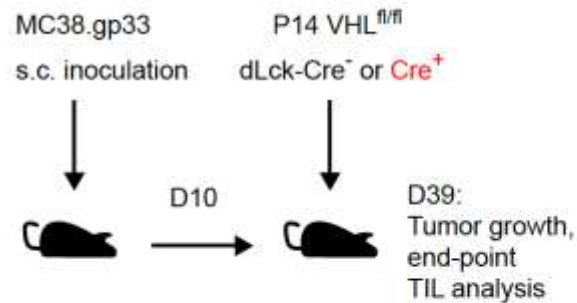 MC38.gp33
s.c. inoculation
P14 VHL^fl/fl
dLck-Cre⁻ or Cre⁺
D10
D39:
Tumor growth,
end-point
TIL analysis